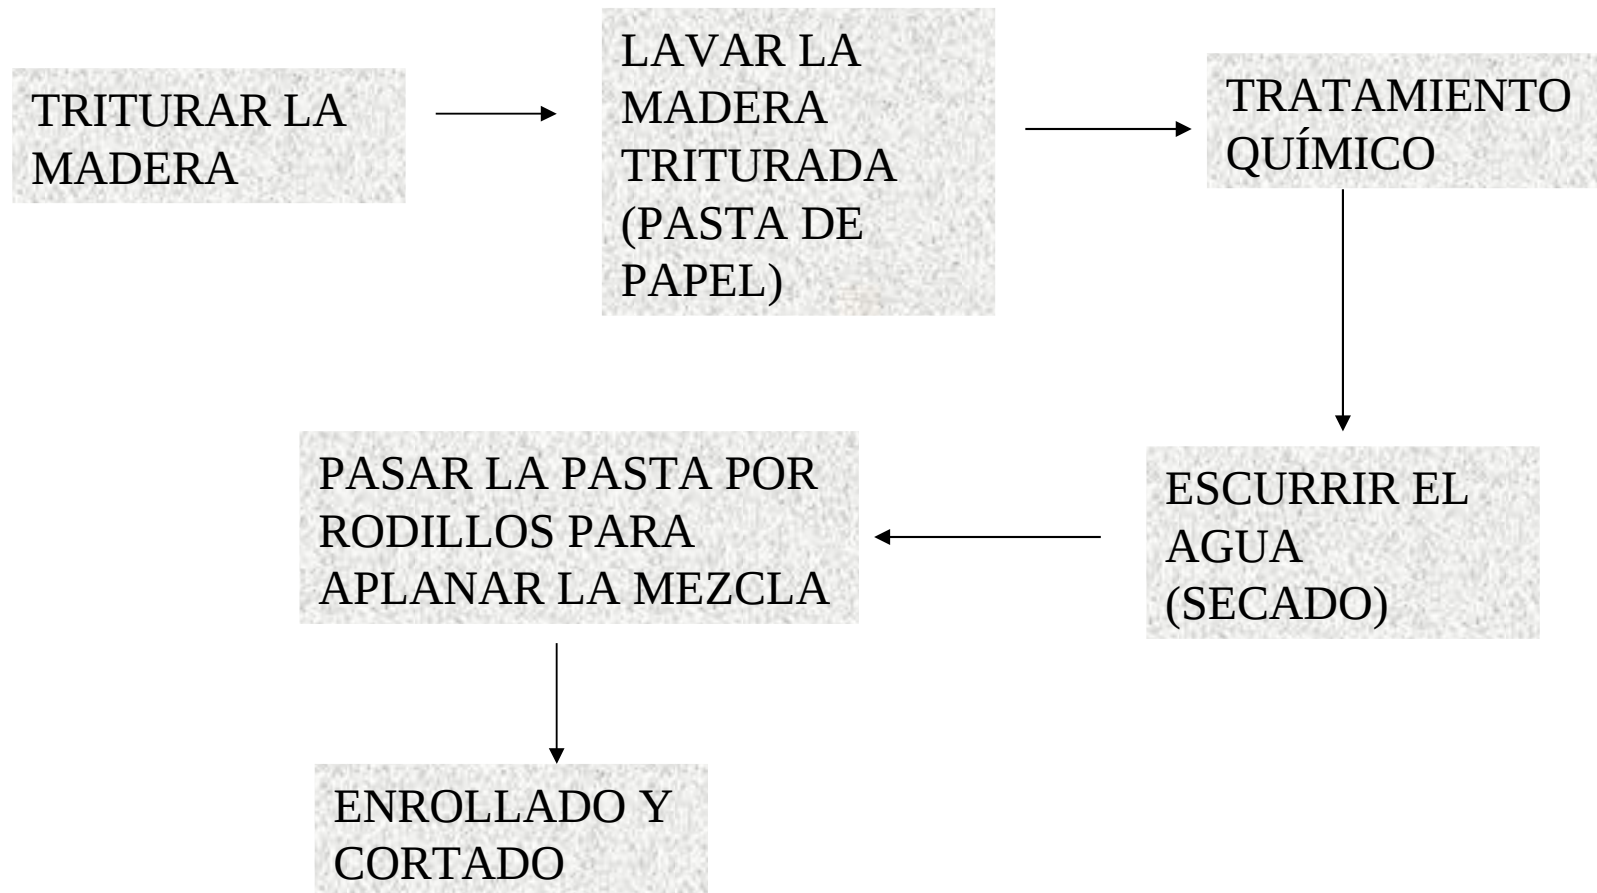 TRITURAR LA
MADERA
LAVAR LA
MADERA
TRITURADA
(PASTA DE
PAPEL)
TRATAMIENTO
QUÍMICO
ESCURRIR EL
AGUA
(SECADO)
PASAR LA PASTA POR
RODILLOS PARA
APLANAR LA MEZCLA
ENROLLADO Y
CORTADO